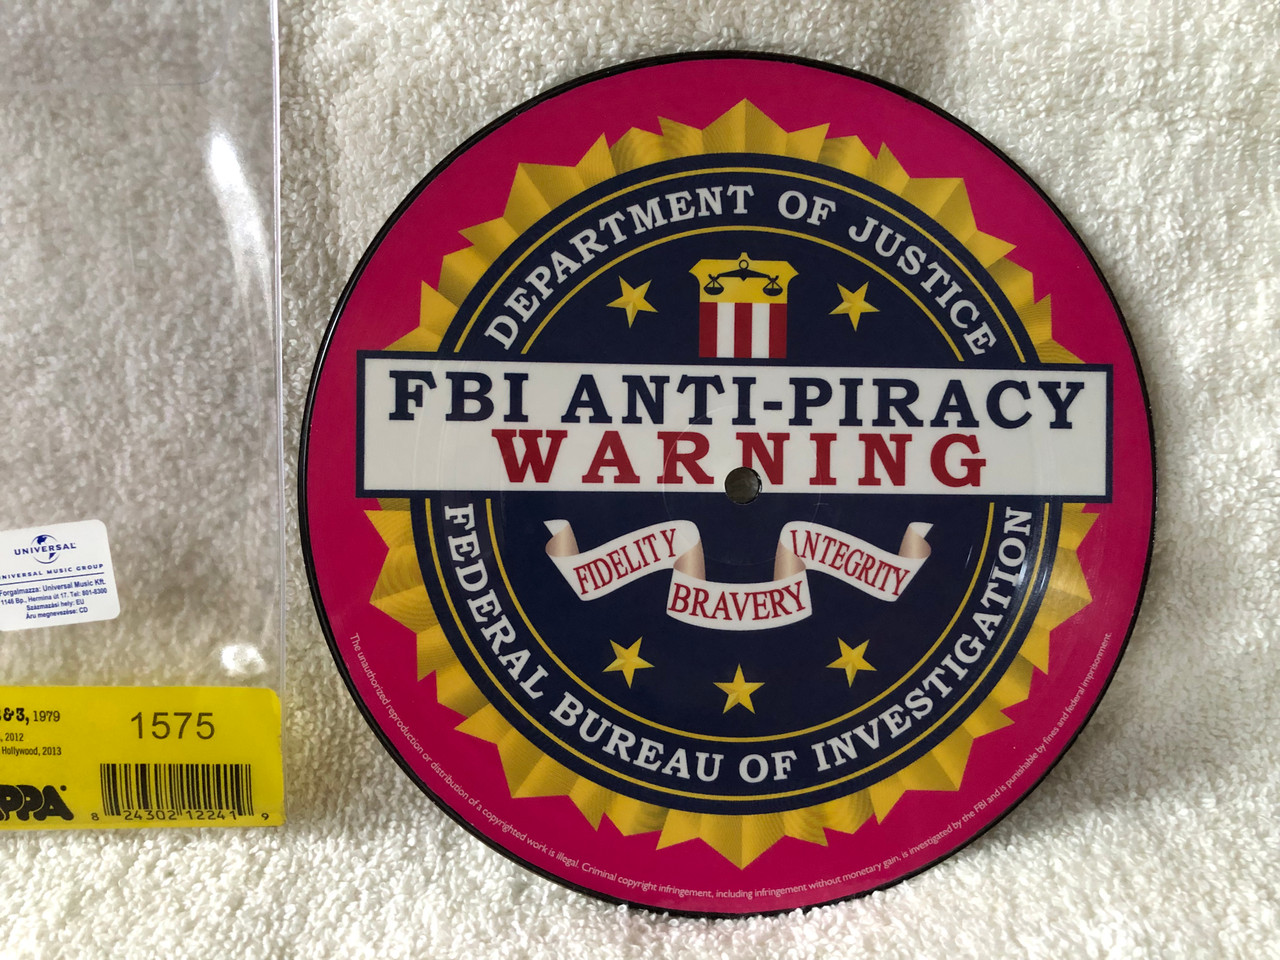 DEPARTMENT OF JUSTICE
FBI ANTI-PIRACY
WARNING
FIDELITY
BRAVERY
INTEGRITY
FEDERAL BUREAU OF INVESTIGATION
The unauthorized reproduction or distribution of a copyrighted work is illegal. Criminal copyright infringement, including infringement without monetary gain, is investigated by the FBI and is punishable by fines and federal imprisonment.
UNIVERSAL
UNIVERSAL MUSIC GROUP
Forgalmazza: Universal Music Kft.
1146 Bp., Hermina út 17. Tel: 801-8300
Származási hely: EU
Áru megnevezése: CD
&3, 1979
, 2012
Hollywood, 2013
1575
PPA
8 24302 12241 9